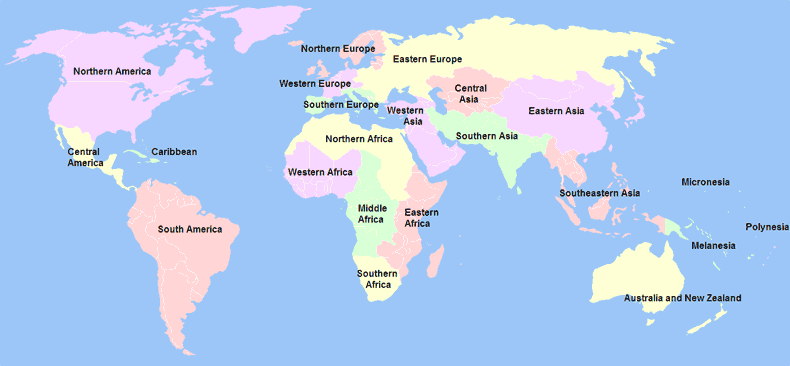 Northern Europe
Eastern Europe
Northern America
Western Europe
Central
Asia
Southern Europe
Western
Asia
Eastern Asia
Southern Asia
Northern Africa
Central
America
Caribbean
Western Africa
Micronesia
Southeastern Asia
Middle
Africa
Eastern
Africa
South America
Polynesia
Melanesia
Southern
Africa
Australia and New Zealand